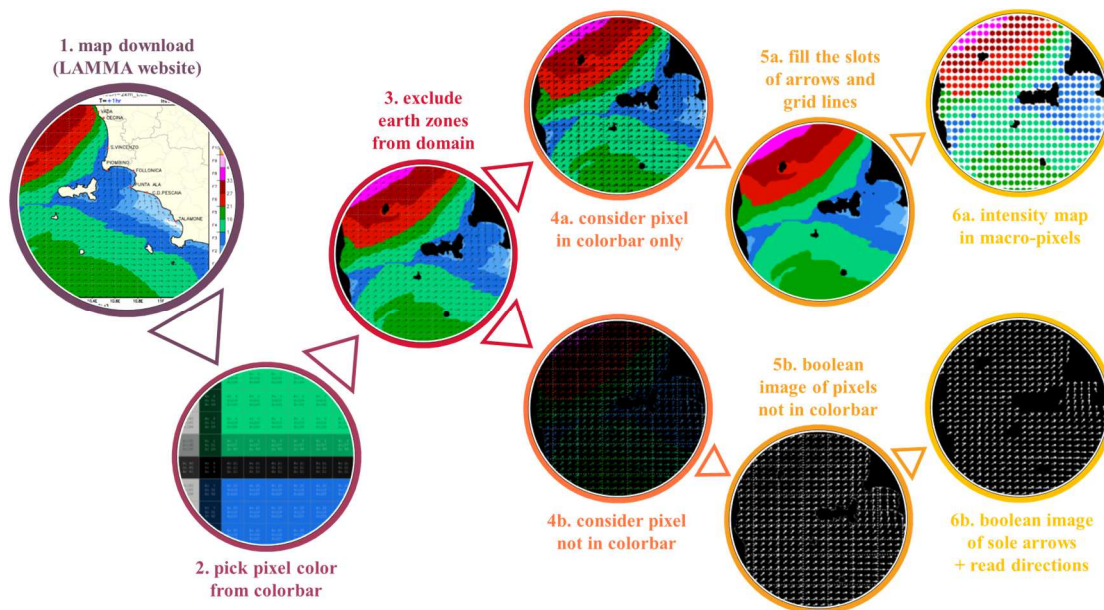 1. map download
(LAMMA website)
VADA
CECINA
S.VINCENZO
PIOMBINO
FOLLONICA
PUNTA ALA
C.D.PESCAIA
TALAMONE
2. pick pixel color
from colorbar
3. exclude
earth zones
from domain
4a. consider pixel
in colorbar only
5a. fill the slots
of arrows and
grid lines
6a. intensity map
in macro-pixels
4b. consider pixel
not in colorbar
5b. boolean
image of pixels
not in colorbar
6b. boolean image
of sole arrows
+ read directions